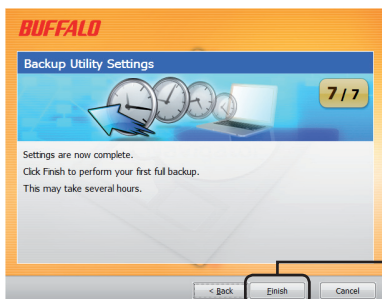 BUFFALO
Backup Utility Settings
7 / 7
Settings are now complete.
Click Finish to perform your first full backup.
This may take several hours.
< Back
Finish
Cancel